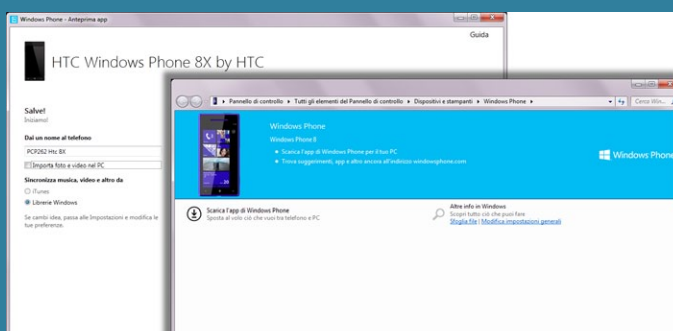 Windows Phone - Anteprima app
Guida
HTC Windows Phone 8X by HTC
Salve!
Iniziamo!
Dai un nome al telefono
PCP262 Htc 8X
Importa foto e video nel PC
Sincronizza musica, video e altro da
iTunes
Librerie Windows
Se cambi idea, passa alle Impostazioni e modifica le
tue preferenze.
Pannello di controllo Tutti gli elementi del Pannello di controllo Dispositivi e stampanti Windows Phone
Cerca Win...
Windows Phone
Windows Phone 8
Scarica l'app di Windows Phone per il tuo PC
Trova suggerimenti, app e altro ancora all'indirizzo windowsphone.com
Windows Phone
Scarica l'app di Windows Phone
Sposta al volo ciò che vuoi tra telefono e PC
Altre info in Windows
Scopri tutto ciò che puoi fare
Sfoglia file | Modifica impostazioni generali